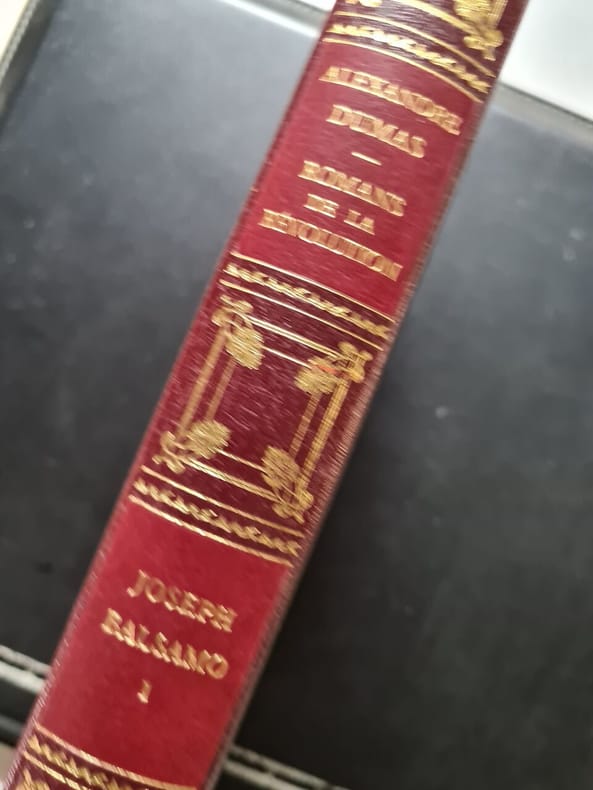 ALEXANDRE
DUMAS
—
ROMANS
DE LA
RÉVOLUTION
JOSEPH
BALSAMO
1